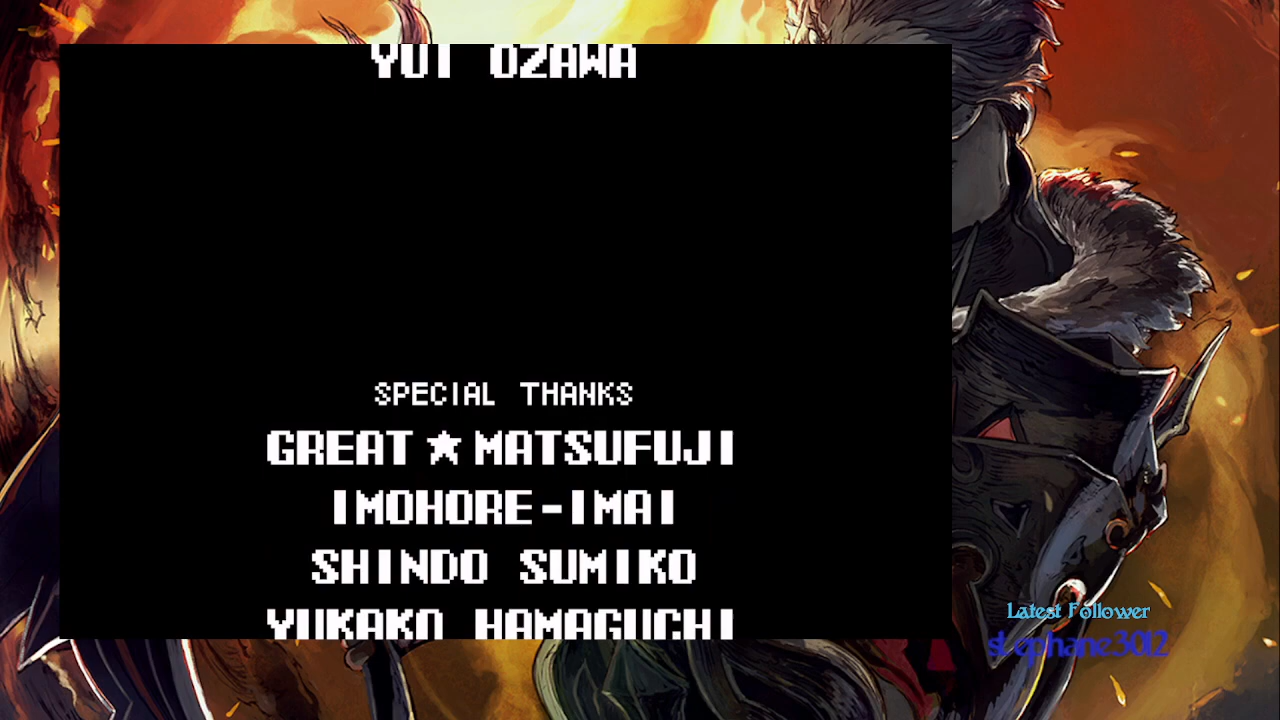 YUI OZAWA
SPECIAL THANKS
GREAT★MATSUFUJI
IMOHORE-IMAI
SHINDO SUMIKO
YUKAKO HAMAGUCHI
Latest Follower
stephane3012